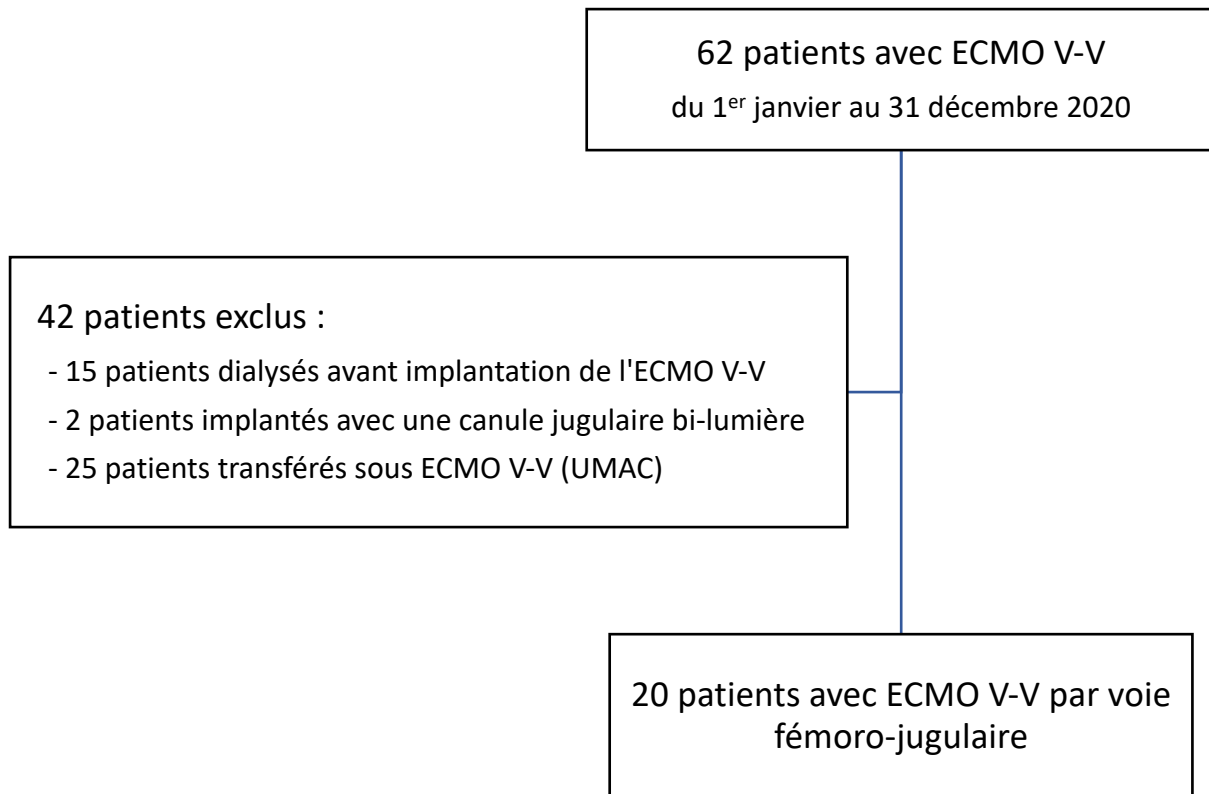 62 patients avec ECMO V-V
du 1er janvier au 31 décembre 2020
42 patients exclus :
- 15 patients dialysés avant implantation de l'ECMO V-V
- 2 patients implantés avec une canule jugulaire bi-lumière
- 25 patients transférés sous ECMO V-V (UMAC)
20 patients avec ECMO V-V par voie
fémoro-jugulaire